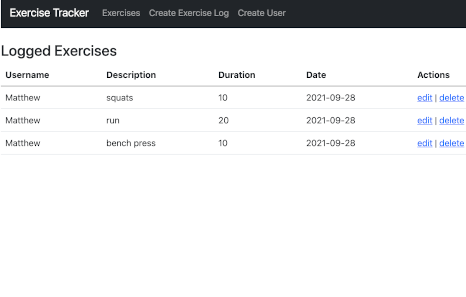 Exercise Tracker Exercises Create Exercise Log Create User
Logged Exercises
Username Description Duration Date Actions
Matthew squats 10 2021-09-28 edit | delete
Matthew run 20 2021-09-28 edit | delete
Matthew bench press 10 2021-09-28 edit | delete